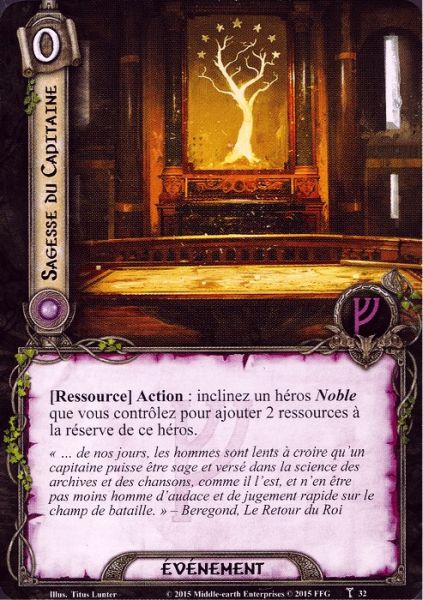 0
SAGESSE DU CAPITAINE
[Ressource] Action : inclinez un héros Noble
que vous contrôlez pour ajouter 2 ressources à
la réserve de ce héros.
« … de nos jours, les hommes sont lents à croire qu'un
capitaine puisse être sage et versé dans la science des
archives et des chansons, comme il l'est, et n'en être
pas moins homme d'audace et de jugement rapide sur le
champ de bataille. » – Beregond, Le Retour du Roi
ÉVÉNEMENT
Illus. Titus Lunter © 2015 Middle-earth Enterprises © 2015 FFG 32